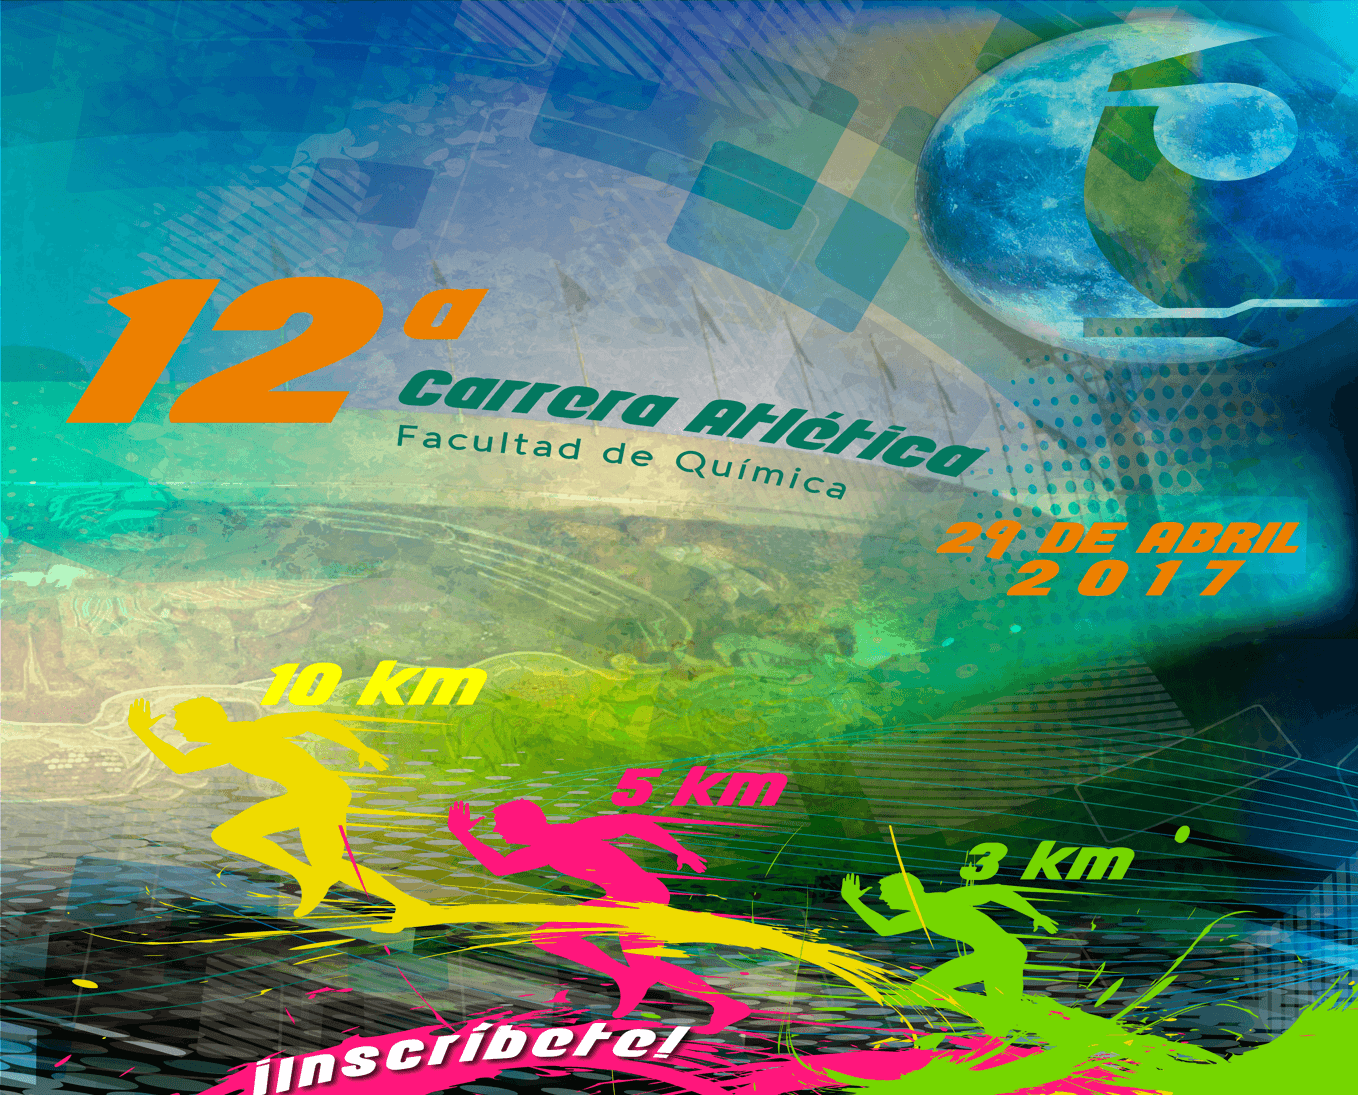 12ª
Carrera Atlética
Facultad de Química
29 DE ABRIL
2017
10 km
5 km
3 km
¡Inscríbete!